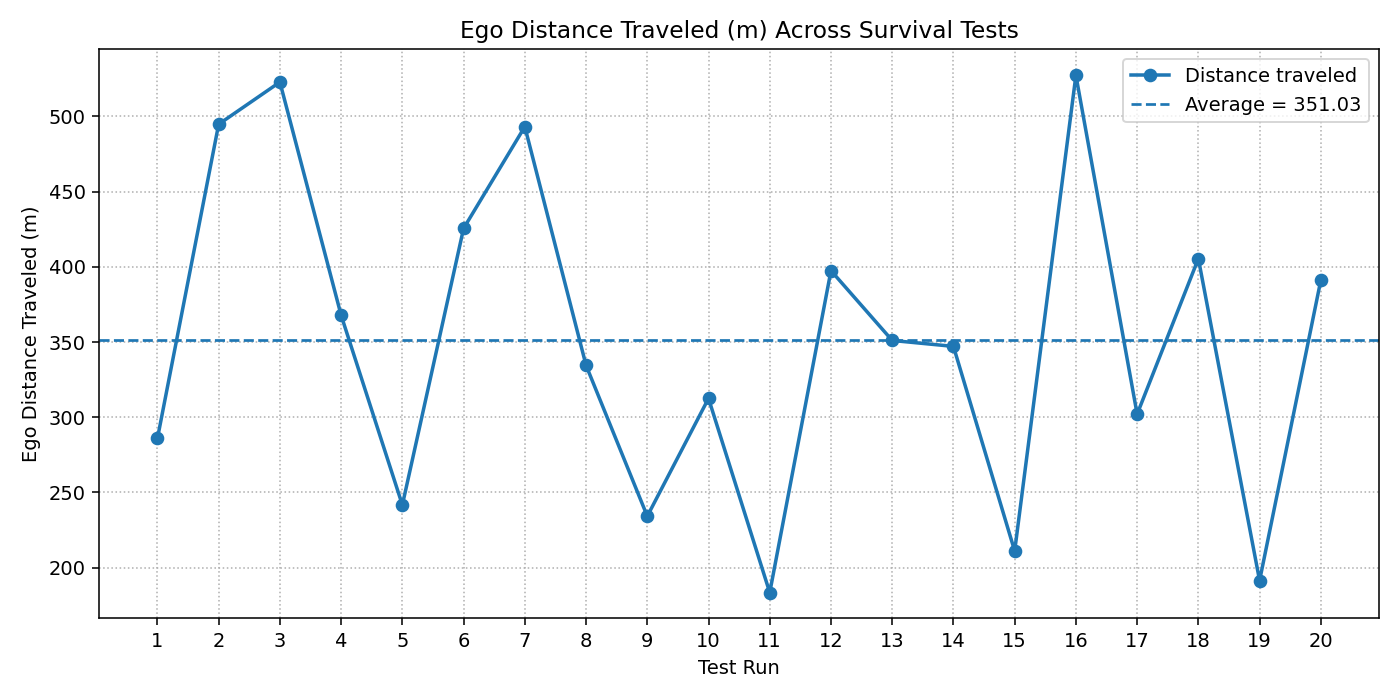 Ego Distance Traveled (m) Across Survival Tests
Distance traveled
Average = 351.03
Ego Distance Traveled (m)
500
450
400
350
300
250
200
1 2 3 4 5 6 7 8 9 10 11 12 13 14 15 16 17 18 19 20
Test Run